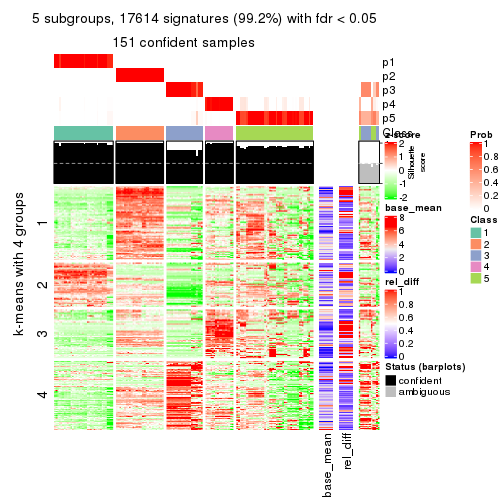 5 subgroups, 17614 signatures (99.2%) with fdr < 0.05
151 confident samples
p1
p2
p3
p4
p5
Class
z-score
2
1
0
-1
-2
Silhouette
score
Prob
1
0.8
0.6
0.4
0.2
0
base_mean
8
6
4
2
0
Class
1
2
3
4
5
rel_diff
1
0.8
0.6
0.4
0.2
0
Status (barplots)
confident
ambiguous
k-means with 4 groups
1
2
3
4
base_mean
rel_diff